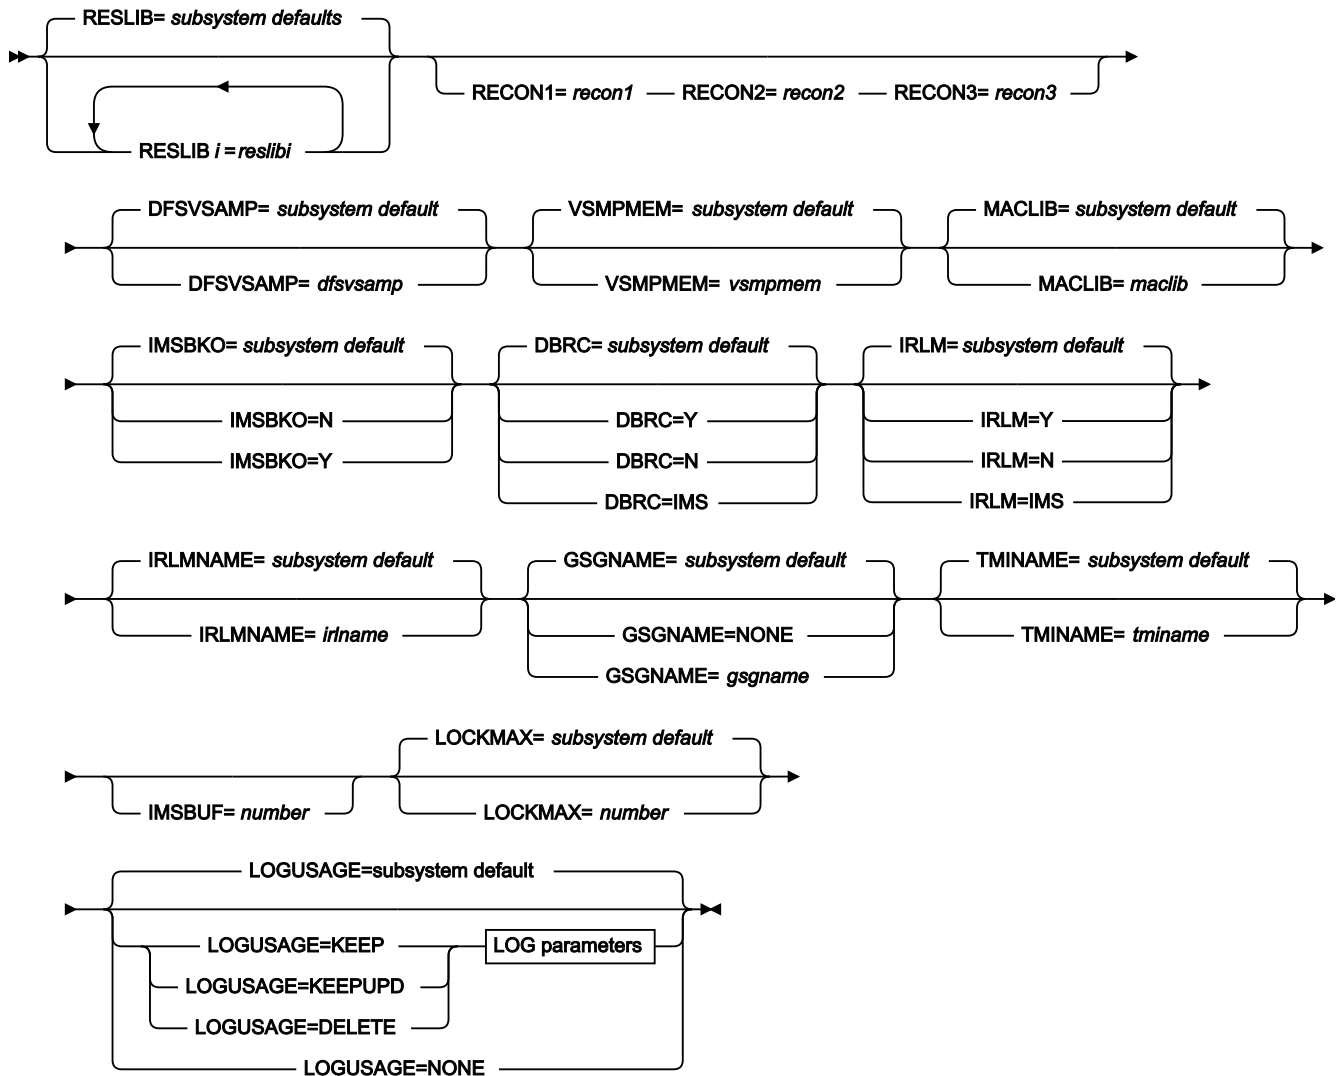 RESLIB= subsystem defaults
RESLIB i =reslibi
RECON1= recon1 RECON2= recon2 RECON3= recon3
DFSVSAMP= subsystem default VSMPMEM= subsystem default MACLIB= subsystem default
DFSVSAMP= dfsvsamp VSMPMEM= vsmpmem MACLIB= maclib
IMSBKO= subsystem default DBRC= subsystem default IRLM= subsystem default
IMSBKO=N DBRC=Y IRLM=Y
IMSBKO=Y DBRC=N IRLM=N
DBRC=IMS IRLM=IMS
IRLMNAME= subsystem default GSGNAME= subsystem default TMINAME= subsystem default
IRLMNAME= irlname GSGNAME=NONE TMINAME= tminame
GSGNAME= gsgname
LOCKMAX= subsystem default
IMSBUF= number LOCKMAX= number
LOGUSAGE=subsystem default
LOGUSAGE=KEEP LOG parameters
LOGUSAGE=KEEPUPD
LOGUSAGE=DELETE
LOGUSAGE=NONE